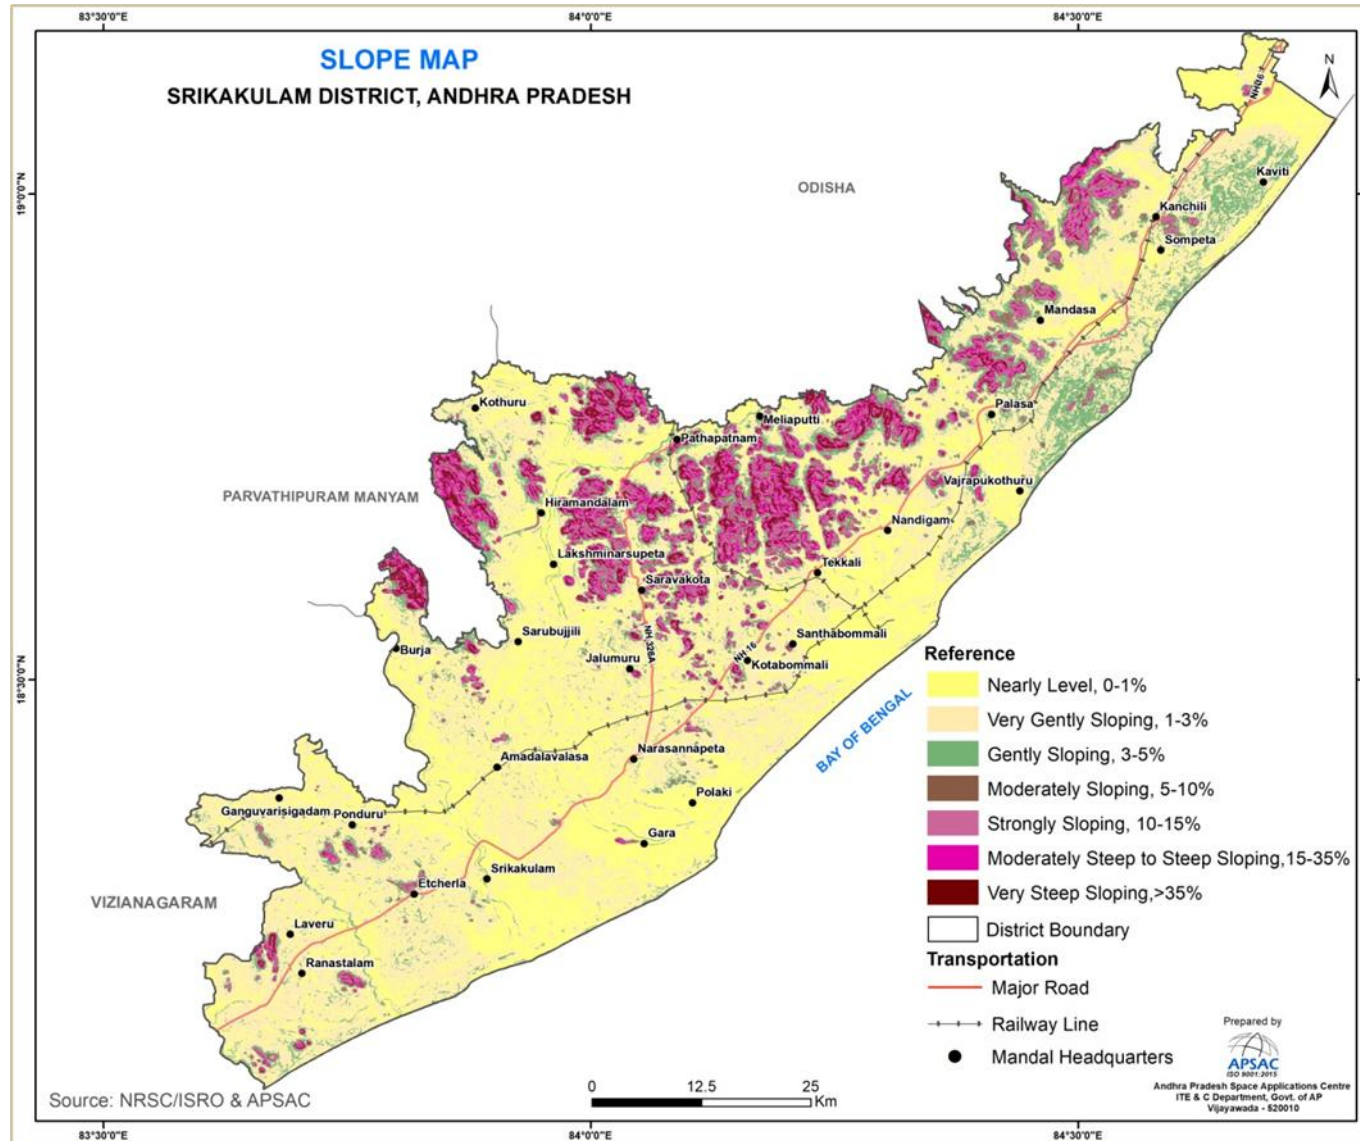 83°30'0"E
84°0'0"E
84°30'0"E
SLOPE MAP
SRIKAKULAM DISTRICT, ANDHRA PRADESH
N
19°0'0"N
18°30'0"N
ODISHA
Kaviti
Kanchili
Sompeta
Mandasa
Kothuru
Meliaputti
Palasa
Pathapatnam
PARVATHIPURAM MANYAM
Hiramandalam
Vajrapukothuru
Nandigam
Lakshminarsupeta
Tekkali
Saravakota
Sarubujjili
Santhabommali
Burja
NH 326A
NH-16
Jalumuru
Kotabommali
BAY OF BENGAL
Narasannapeta
Amadalavalasa
Polaki
Ganguvarisigadam
Ponduru
Gara
Srikakulam
Etcherla
VIZIANAGARAM
Laveru
Ranastalam
Reference
Nearly Level, 0-1%
Very Gently Sloping, 1-3%
Gently Sloping, 3-5%
Moderately Sloping, 5-10%
Strongly Sloping, 10-15%
Moderately Steep to Steep Sloping,15-35%
Very Steep Sloping,>35%
District Boundary
Transportation
Major Road
Railway Line
Mandal Headquarters
Prepared by
APSAC
ISO 9001:2015
Andhra Pradesh Space Applications Centre
ITE & C Department, Govt. of AP
Vijayawada - 520010
Source: NRSC/ISRO & APSAC
0 12.5 25
Km
83°30'0"E
84°0'0"E
84°30'0"E